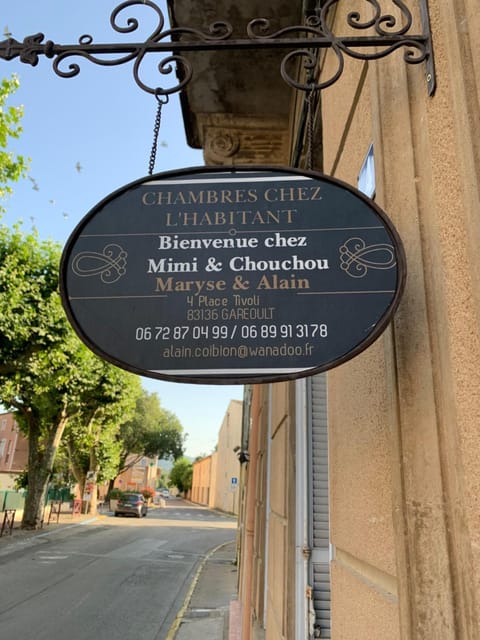 CHAMBRES CHEZ
L'HABITANT
Bienvenue chez
Mimi & Chouchou
Maryse & Alain
4 Place Tivoli
83136 GAREOULT
06 72 87 04 99 / 06 89 91 31 78
alain.coibion@wanadoo.fr